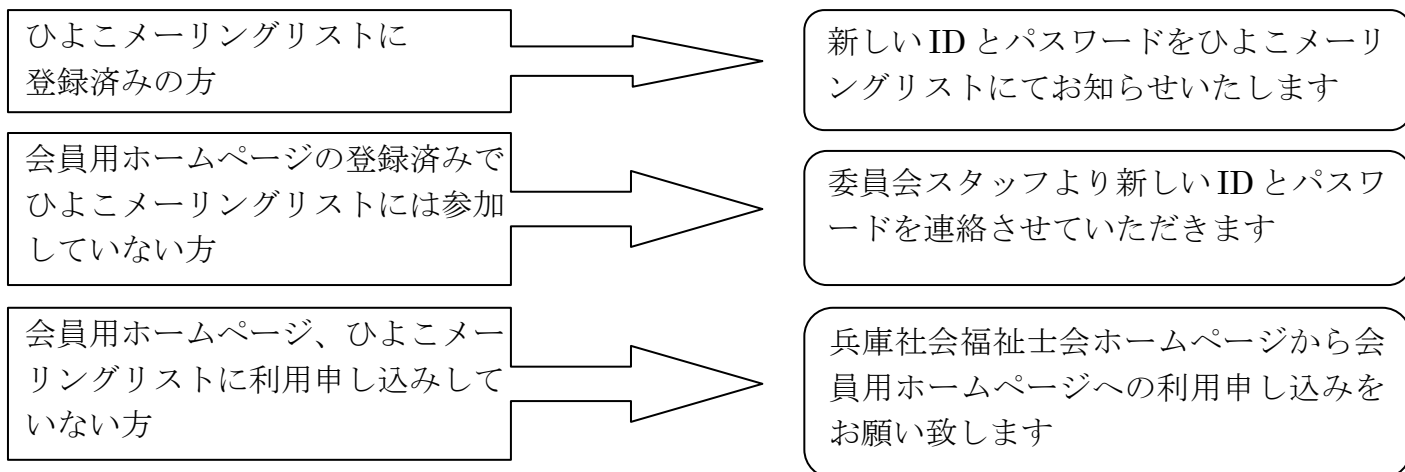 ひよこメーリングリストに
登録済みの方
新しい ID とパスワードをひよこメーリ
ングリストにてお知らせいたします
会員用ホームページの登録済みで
ひよこメーリングリストには参加
していない方
委員会スタッフより新しい ID とパスワ
ードを連絡させていただきます
会員用ホームページ、ひよこメー
リングリストに利用申し込みして
いない方
兵庫社会福祉士会ホームページから会
員用ホームページへの利用申し込みを
お願い致します